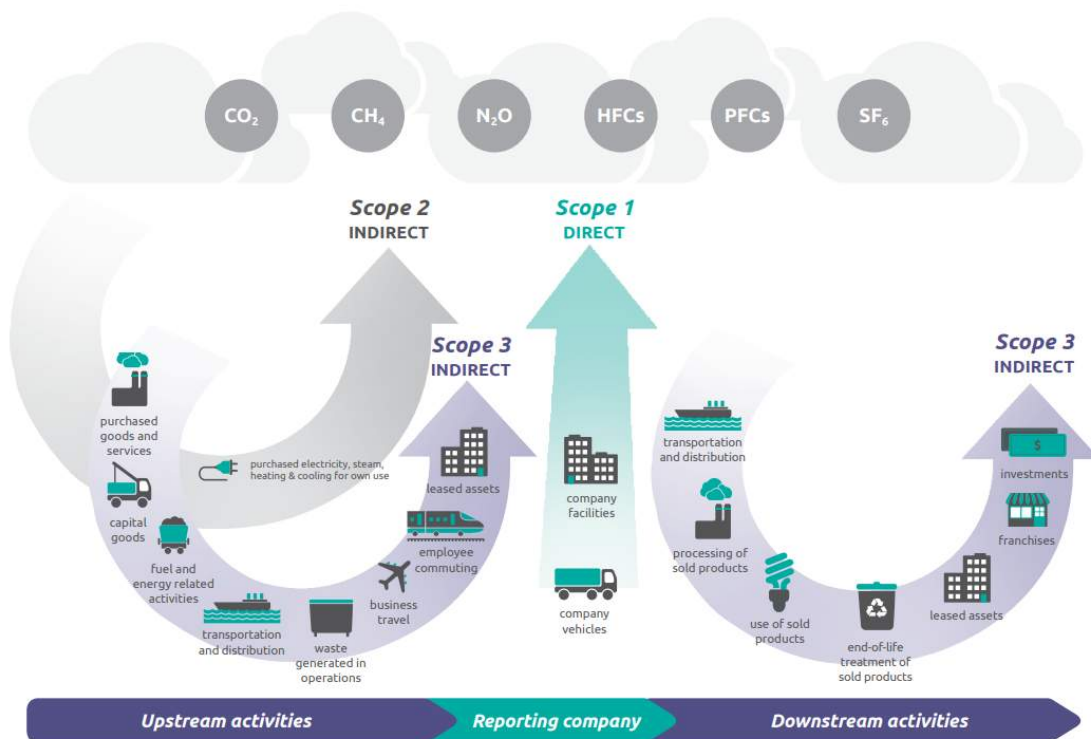 CO₂
CH₄
N₂O
HFCs
PFCs
SF₆
Scope 2
INDIRECT
Scope 1
DIRECT
Scope 3
INDIRECT
Scope 3
INDIRECT
purchased
goods and
services
capital
goods
fuel and
energy related
activities
transportation
and distribution
waste
generated in
operations
business
travel
employee
commuting
leased assets
purchased electricity, steam,
heating & cooling for own use
company
facilities
company
vehicles
transportation
and distribution
processing of
sold products
use of sold
products
end-of-life
treatment of
sold products
leased assets
franchises
$
investments
Upstream activities
Reporting company
Downstream activities